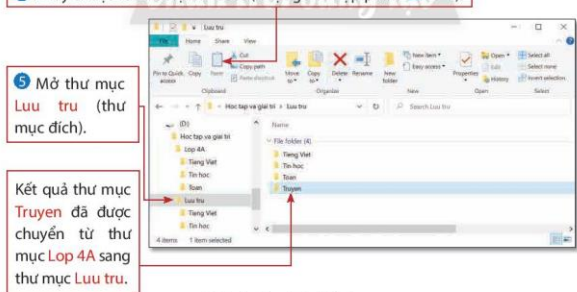 Luu tru
File Home Share View
Pin to Quick access
Copy
Paste
Cut
Copy path
Paste shortcut
Move to
Copy to
Delete
Rename
New folder
New item
Easy access
Properties
Open
Edit
History
Select all
Select none
Invert selection
Clipboard Organize New Open Select
Hoc tap va giai tri > Luu tru
Search Luu tru
5 Mở thư mục
Luu tru (thư
mục đích).
(D:)
Hoc tap va giai tri
Lop 4A
Tieng Viet
Tin hoc
Toan
Luu tru
Tieng Viet
Tin hoc
Name
File folder (4)
Tieng Viet
Tin hoc
Toan
Truyen
4 items 1 item selected
Kết quả thư mục
Truyen đã được
chuyển từ thư
mục Lop 4A sang
thư mục Luu tru.